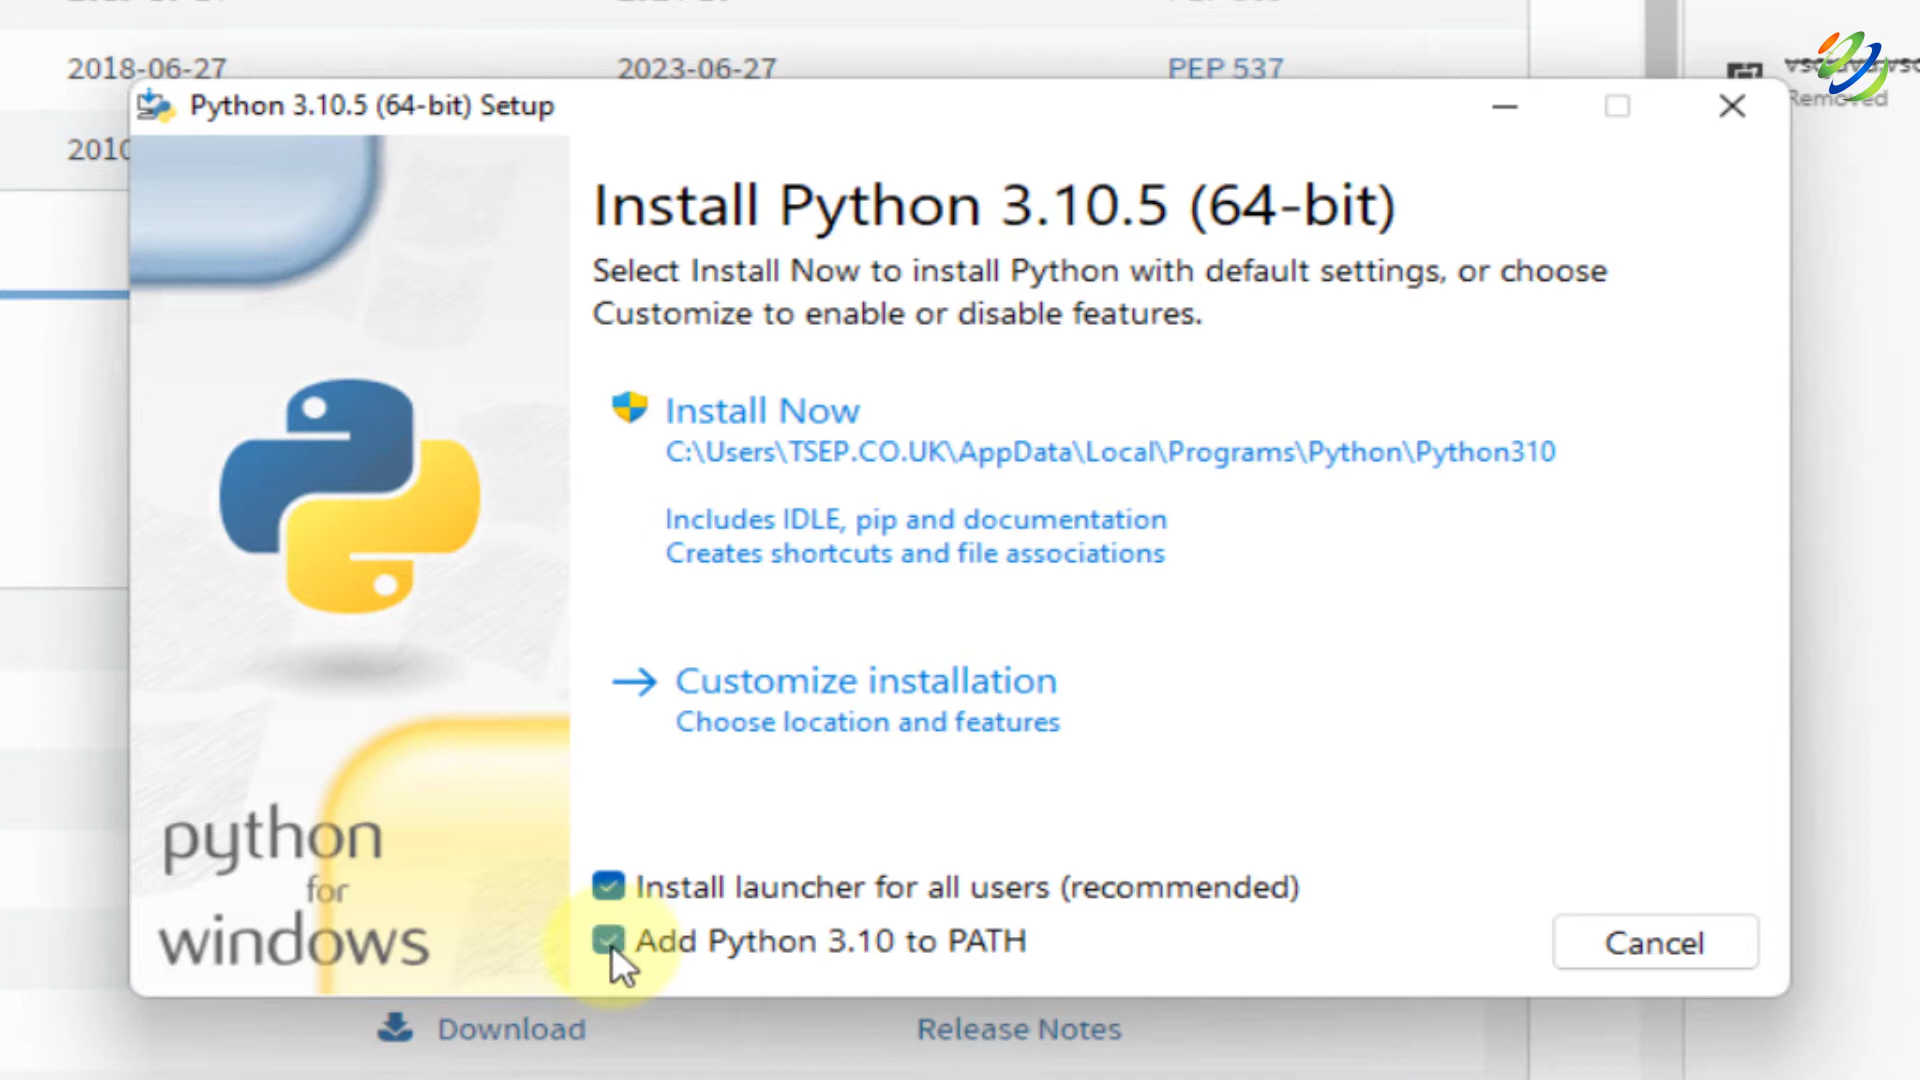 2018-06-27 2023-06-27 PEP 537
Removed
Python 3.10.5 (64-bit) Setup
2010
Install Python 3.10.5 (64-bit)
Select Install Now to install Python with default settings, or choose
Customize to enable or disable features.
Install Now
C:\Users\TSEP.CO.UK\AppData\Local\Programs\Python\Python310
Includes IDLE, pip and documentation
Creates shortcuts and file associations
Customize installation
Choose location and features
python
for
windows
Install launcher for all users (recommended)
Add Python 3.10 to PATH
Cancel
Download Release Notes